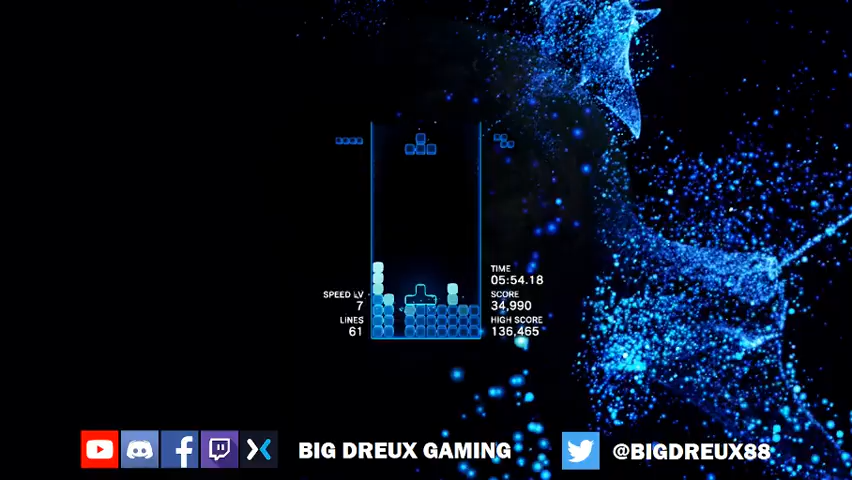 TIME
05:54.18
SPEED LV
7
SCORE
34,990
LINES
61
HIGH SCORE
136,465
BIG DREUX GAMING
@BIGDREUX88